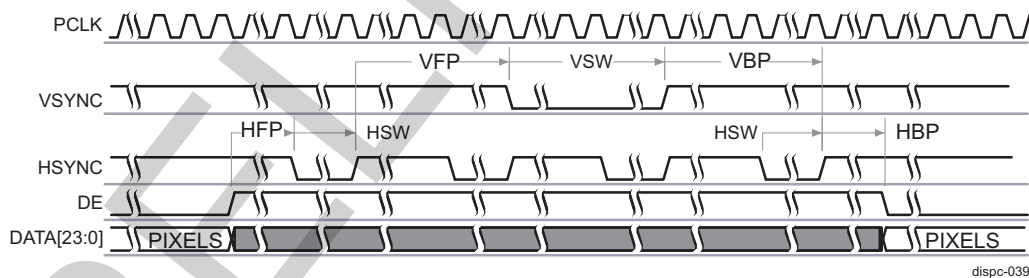 PCLK
VFP VSW VBP
VSYNC
HFP HSW HSW HBP
HSYNC
DE
DATA[23:0] PIXELS PIXELS
dispc-039